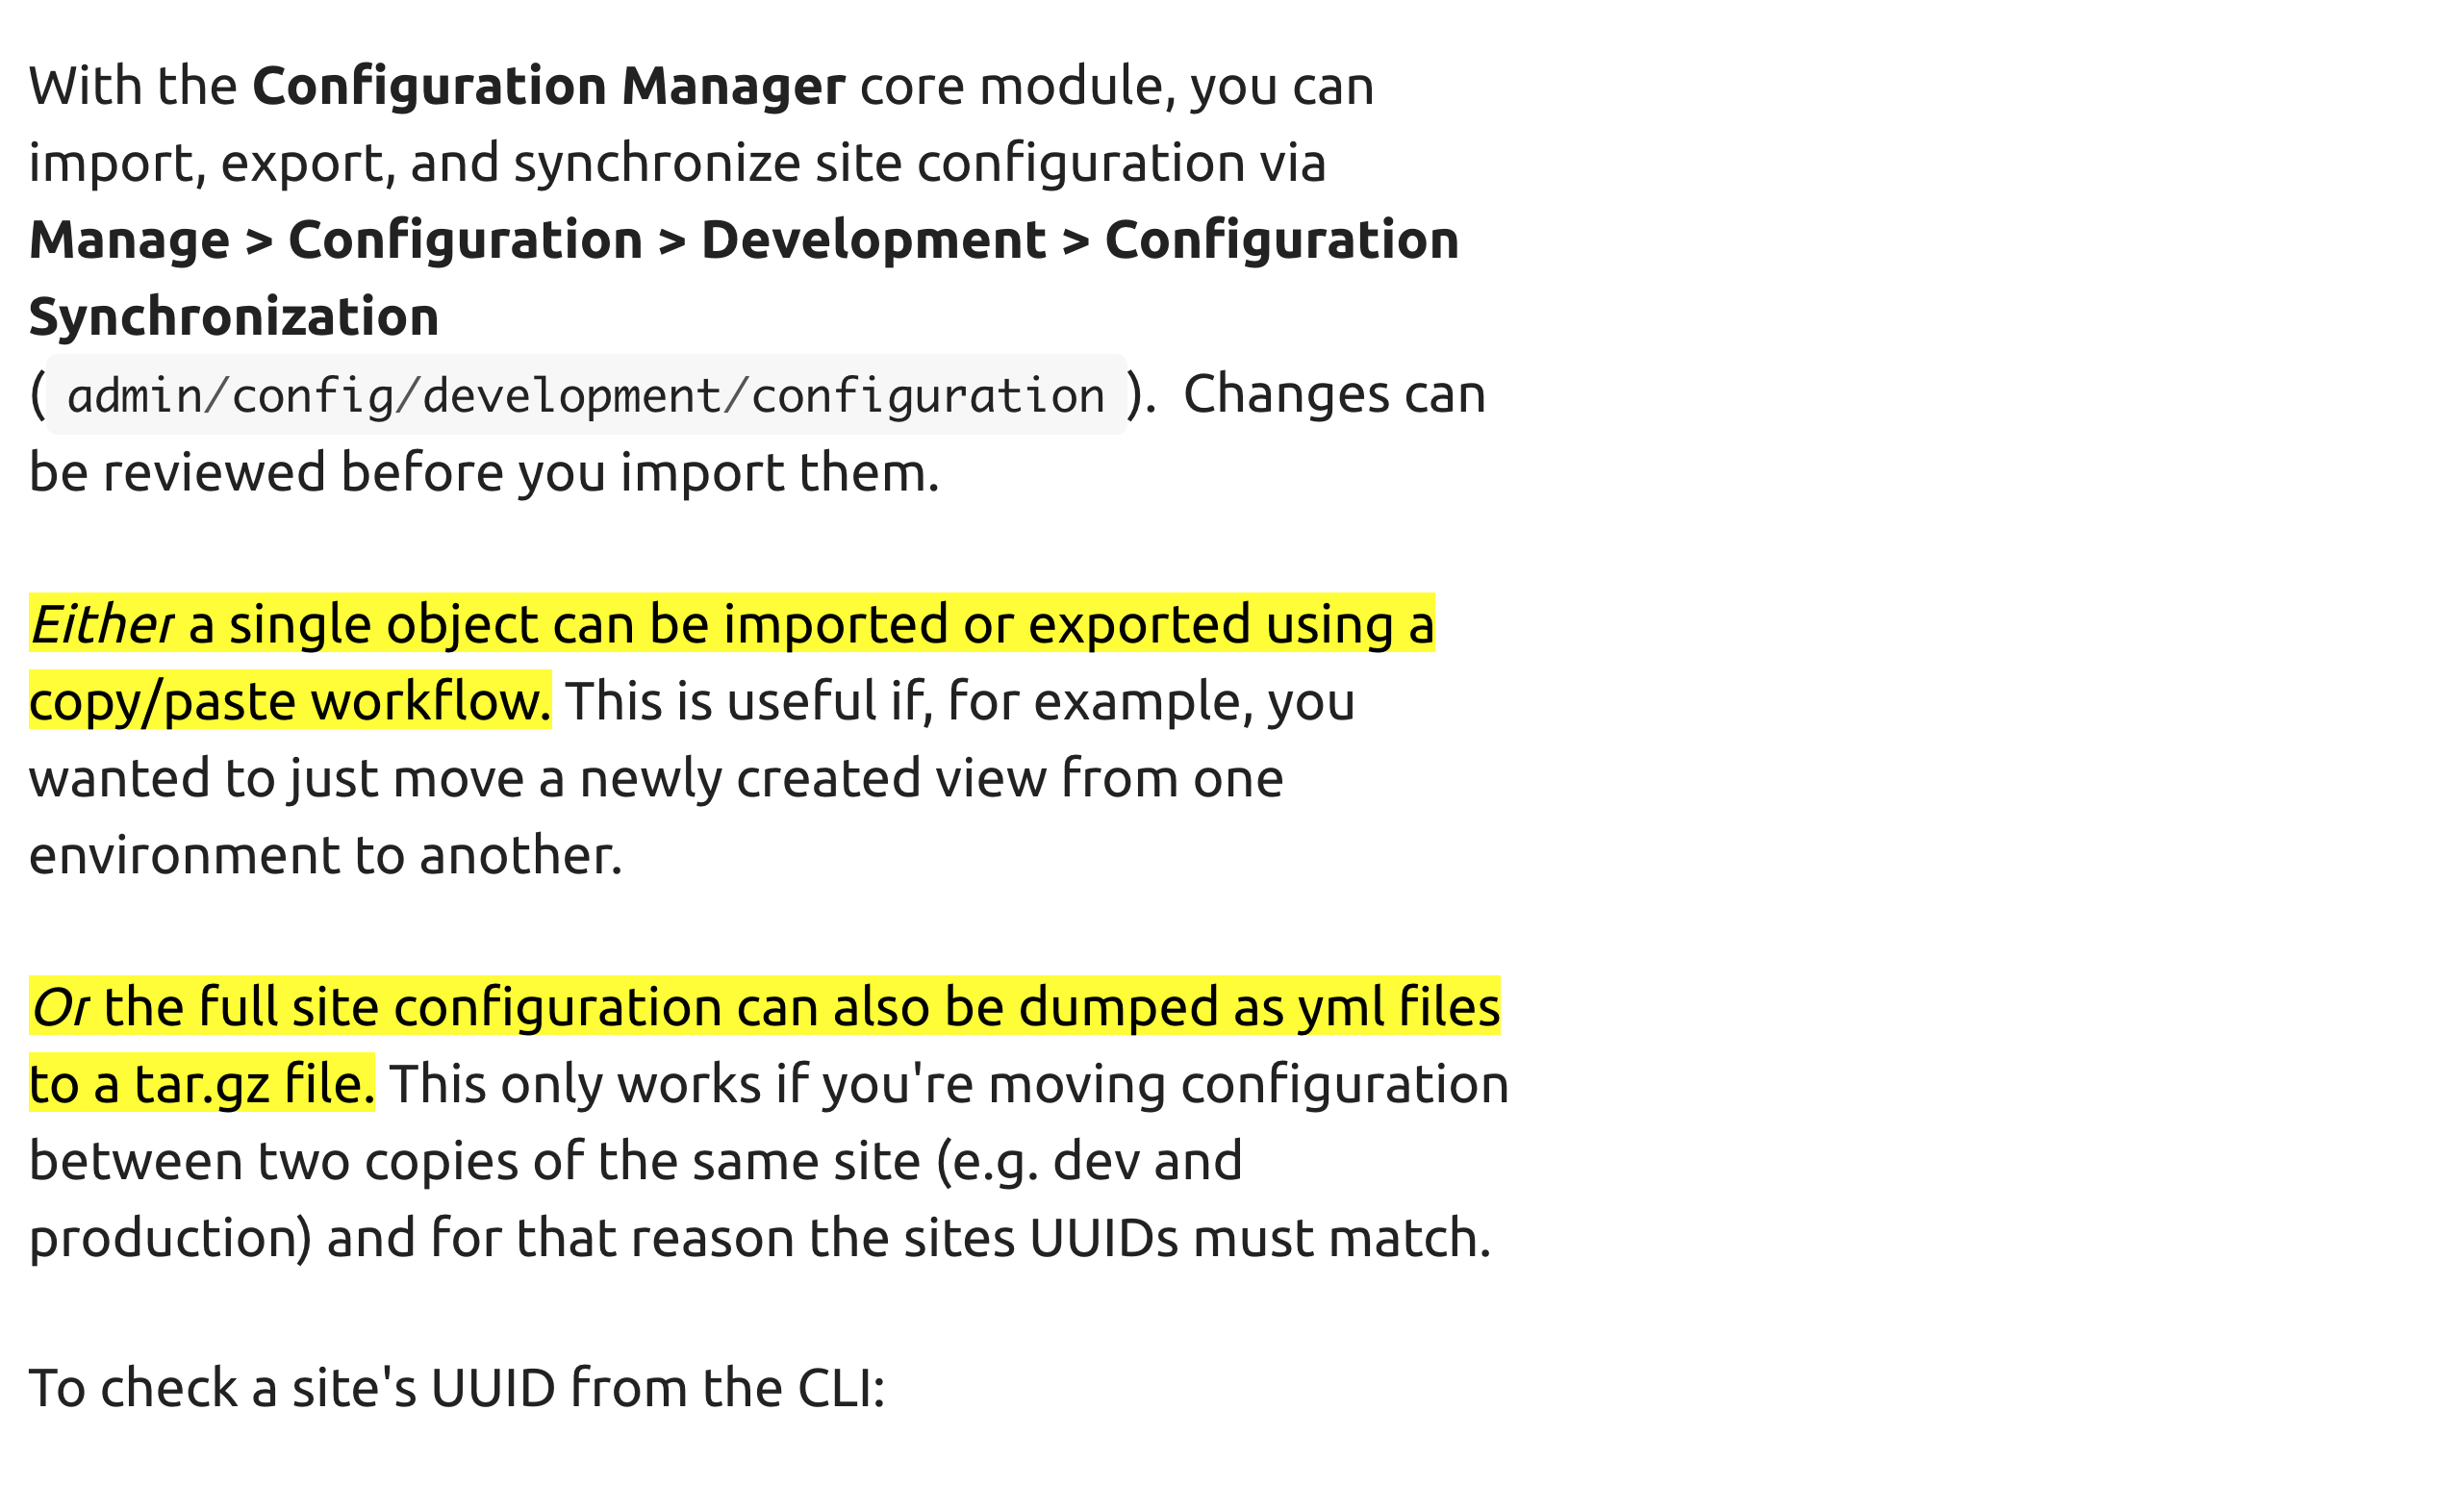 With the Configuration Manager core module, you can
import, export, and synchronize site configuration via
Manage > Configuration > Development > Configuration
Synchronization
( admin/config/development/configuration ). Changes can
be reviewed before you import them.
Either a single object can be imported or exported using a
copy/paste workflow. This is useful if, for example, you
wanted to just move a newly created view from one
environment to another.
Or the full site configuration can also be dumped as yml files
to a tar.gz file. This only works if you're moving configuration
between two copies of the same site (e.g. dev and
production) and for that reason the sites UUIDs must match.
To check a site's UUID from the CLI: